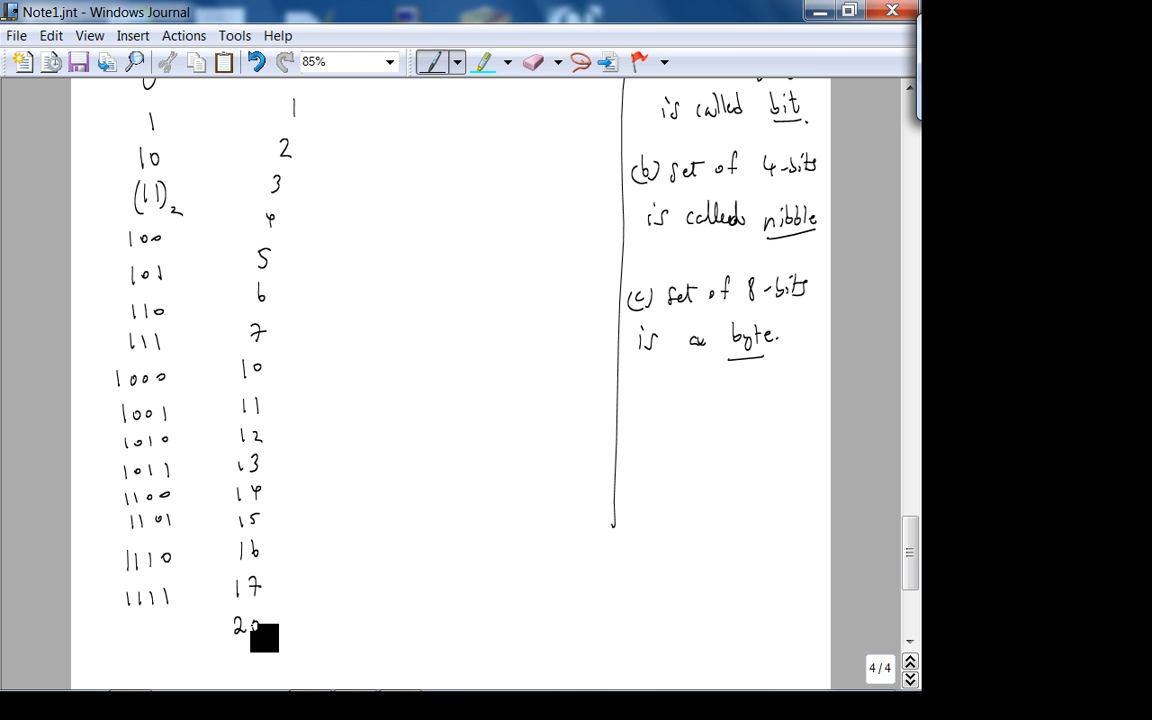 Note1.jnt - Windows Journal
File Edit View Insert Actions Tools Help
85%
0
1 1
10 2
(11)2 3
100 4
101 5
110 6
111 7
1000 10
1001 11
1010 12
1011 13
1100 14
1101 15
1110 16
1111 17
20
is called bit.
(b) set of 4-bits
is called nibble
(c) set of 8-bits
is a byte.
4/4